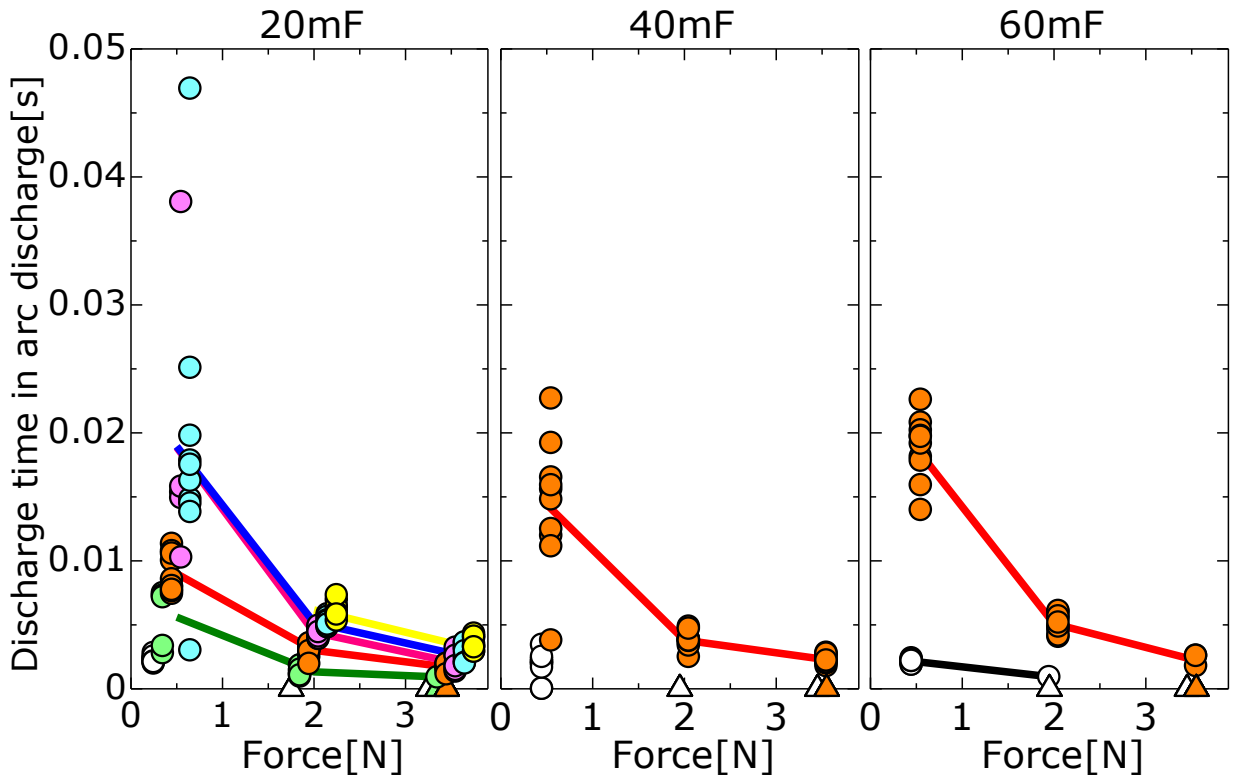 20mF 40mF 60mF
Discharge time in arc discharge[s]
0.05
0.04
0.03
0.02
0.01
0
0 1 2 3 0 1 2 3 0 1 2 3
Force[N] Force[N] Force[N]